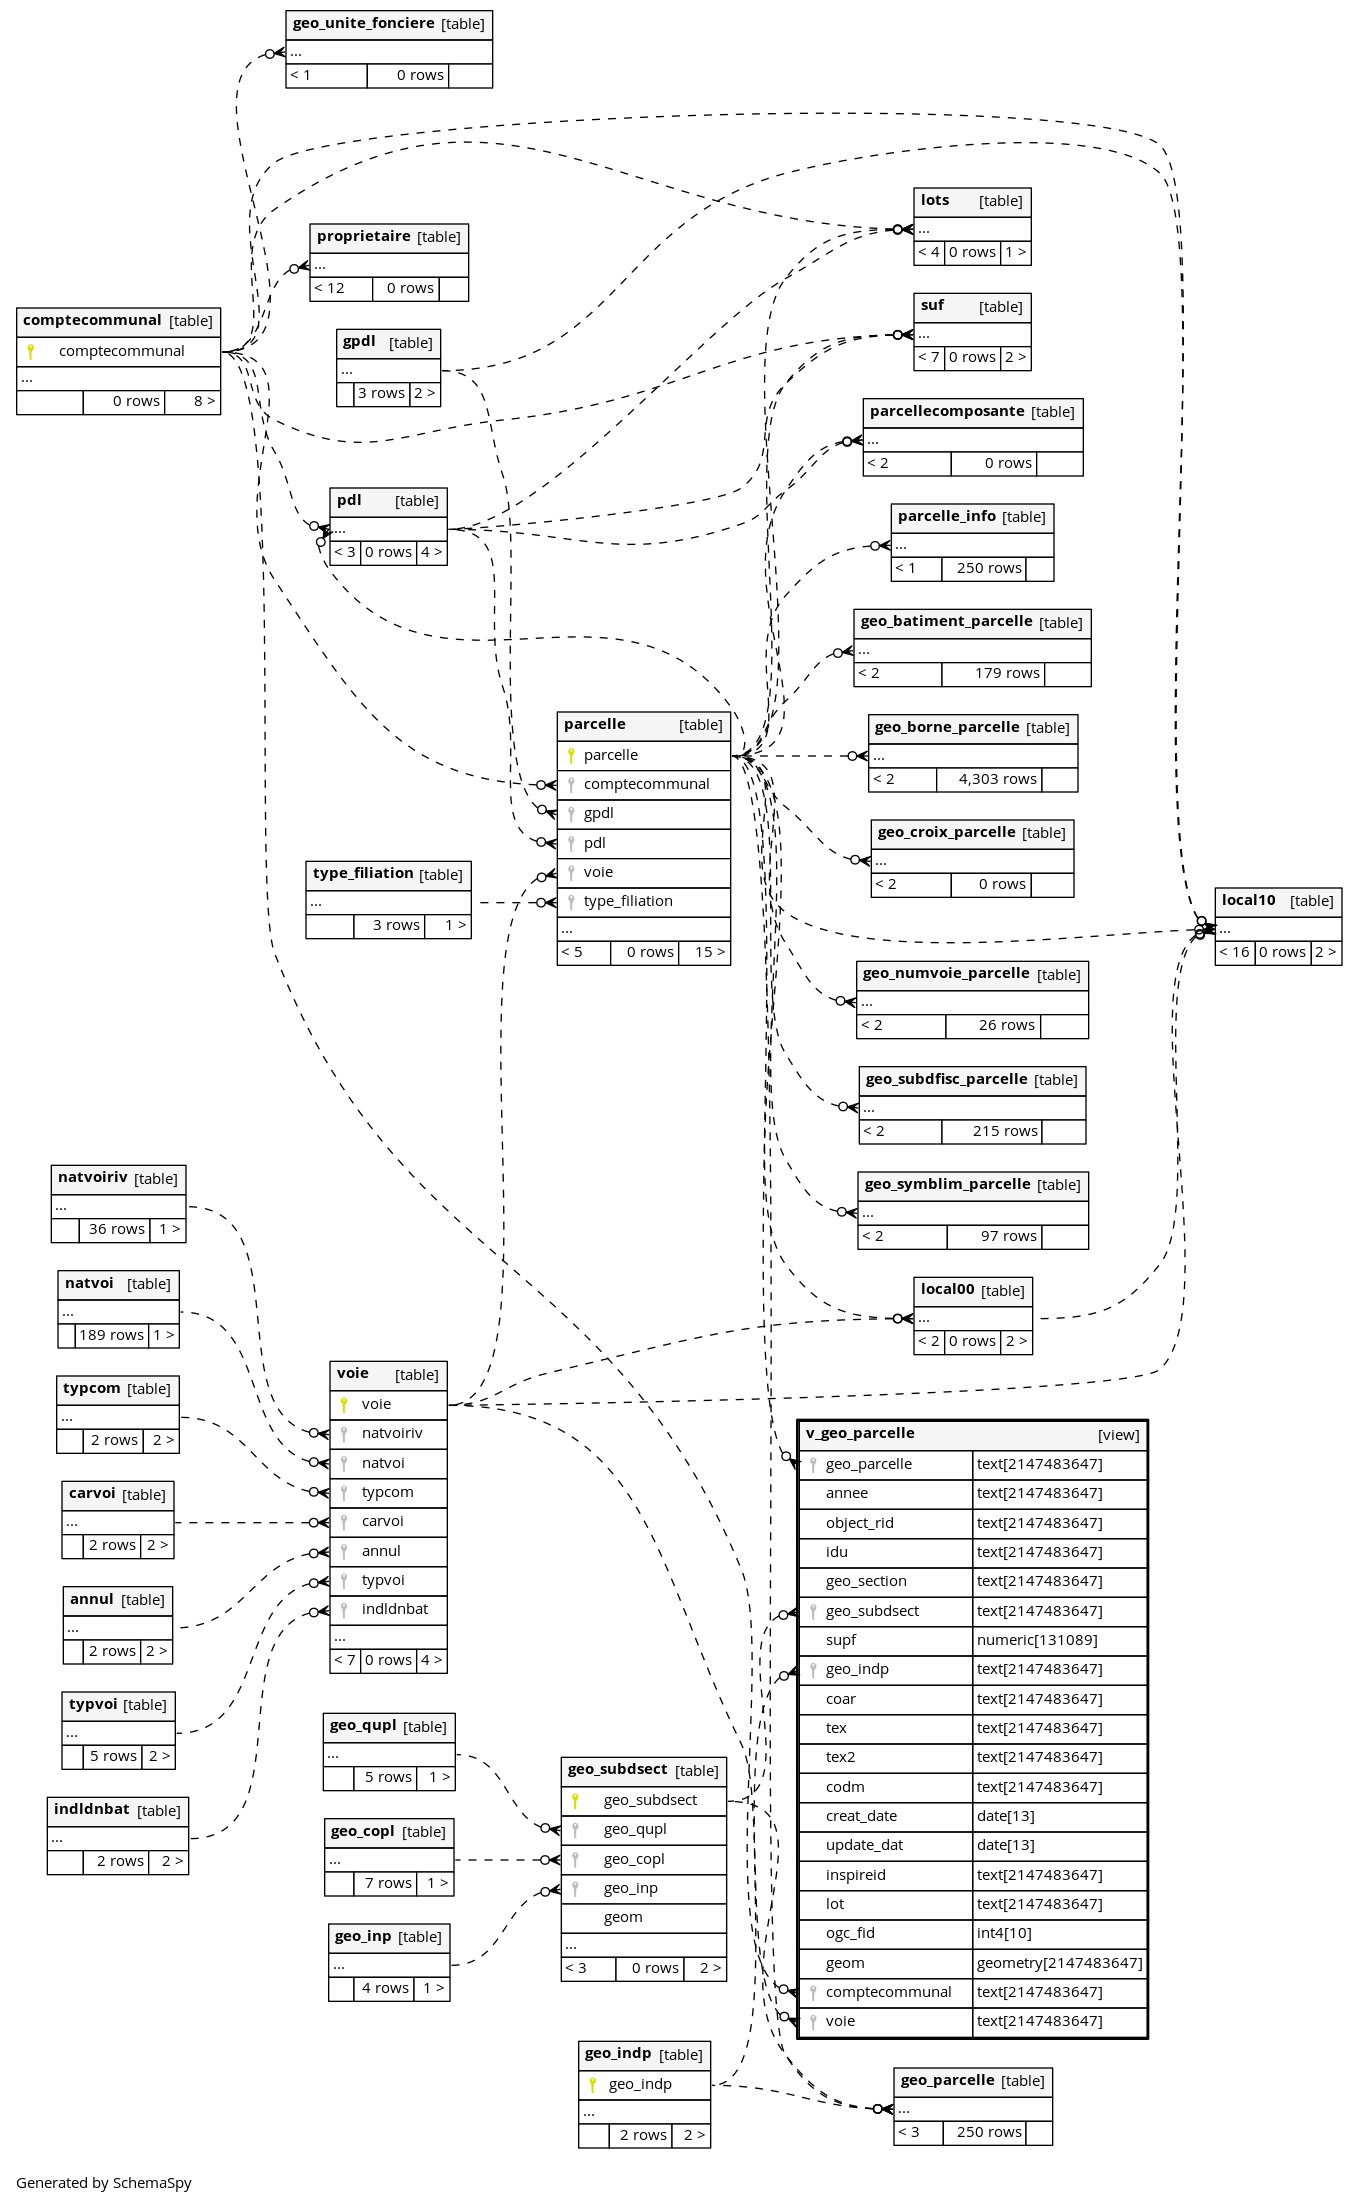 geo_unite_fonciere [table]
...
< 1 0 rows
lots [table]
...
< 4 0 rows 1 >
proprietaire [table]
...
< 12 0 rows
suf [table]
...
< 7 0 rows 2 >
comptecommunal [table]
comptecommunal
...
0 rows 8 >
gpdl [table]
...
3 rows 2 >
parcellecomposante [table]
...
< 2 0 rows
pdl [table]
...
< 3 0 rows 4 >
parcelle_info [table]
...
< 1 250 rows
geo_batiment_parcelle [table]
...
< 2 179 rows
parcelle [table]
parcelle
comptecommunal
gpdl
pdl
voie
type_filiation
...
< 5 0 rows 15 >
geo_borne_parcelle [table]
...
< 2 4,303 rows
geo_croix_parcelle [table]
...
< 2 0 rows
type_filiation [table]
...
3 rows 1 >
local10 [table]
...
< 16 0 rows 2 >
geo_numvoie_parcelle [table]
...
< 2 26 rows
geo_subdfisc_parcelle [table]
...
< 2 215 rows
geo_symblim_parcelle [table]
...
< 2 97 rows
natvoiriv [table]
...
36 rows 1 >
natvoi [table]
...
189 rows 1 >
local00 [table]
...
< 2 0 rows 2 >
typcom [table]
...
2 rows 2 >
carvoi [table]
...
2 rows 2 >
annul [table]
...
2 rows 2 >
typvoi [table]
...
5 rows 2 >
indldnbat [table]
...
2 rows 2 >
voie [table]
voie
natvoiriv
natvoi
typcom
carvoi
annul
typvoi
indldnbat
...
< 7 0 rows 4 >
v_geo_parcelle [view]
geo_parcelle text[2147483647]
annee text[2147483647]
object_rid text[2147483647]
idu text[2147483647]
geo_section text[2147483647]
geo_subdsect text[2147483647]
supf numeric[131089]
geo_indp text[2147483647]
coar text[2147483647]
tex text[2147483647]
tex2 text[2147483647]
codm text[2147483647]
creat_date date[13]
update_dat date[13]
inspireid text[2147483647]
lot text[2147483647]
ogc_fid int4[10]
geom geometry[2147483647]
comptecommunal text[2147483647]
voie text[2147483647]
geo_qupl [table]
...
5 rows 1 >
geo_copl [table]
...
7 rows 1 >
geo_inp [table]
...
4 rows 1 >
geo_subdsect [table]
geo_subdsect
geo_qupl
geo_copl
geo_inp
geom
...
< 3 0 rows 2 >
geo_indp [table]
geo_indp
...
2 rows 2 >
geo_parcelle [table]
...
< 3 250 rows
Generated by SchemaSpy